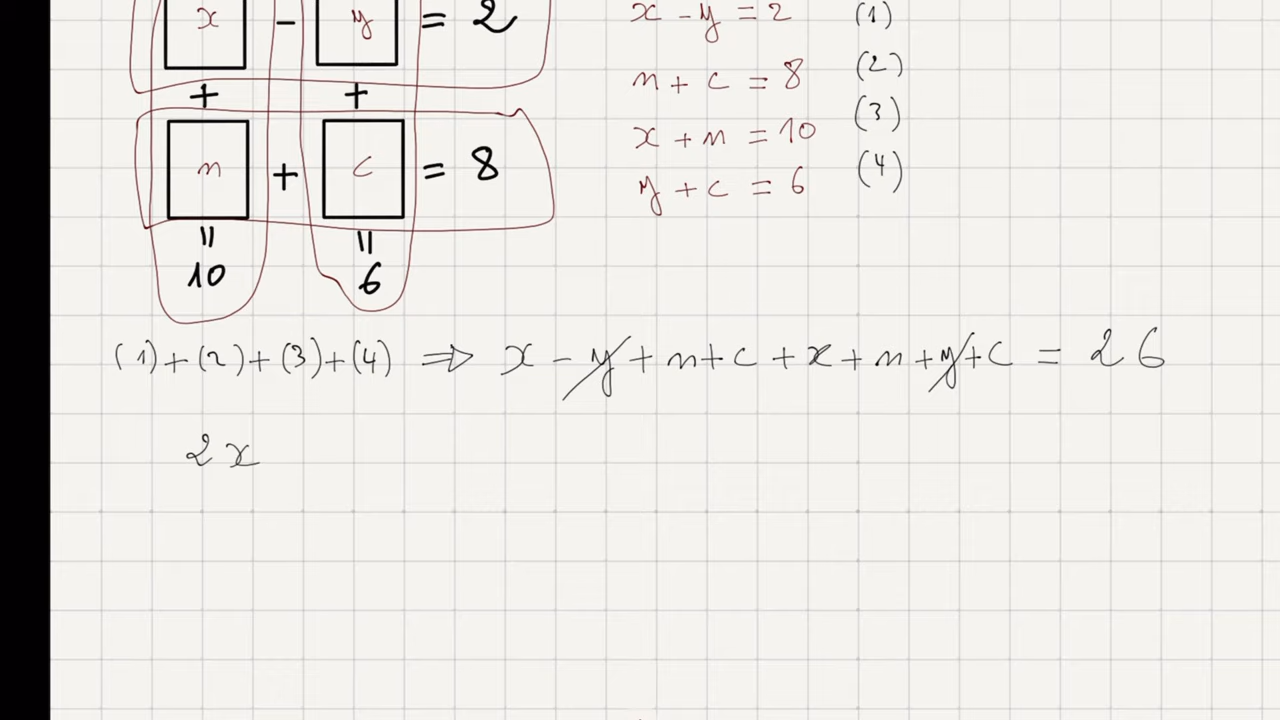 x - y = 2
+ +
n + c = 8
= =
10 6
x - y = 2 (1)
n + c = 8 (2)
x + n = 10 (3)
y + c = 6 (4)
(1)+(2)+(3)+(4) ⇒ x - y + n + c + x + n + y + c = 26
2x